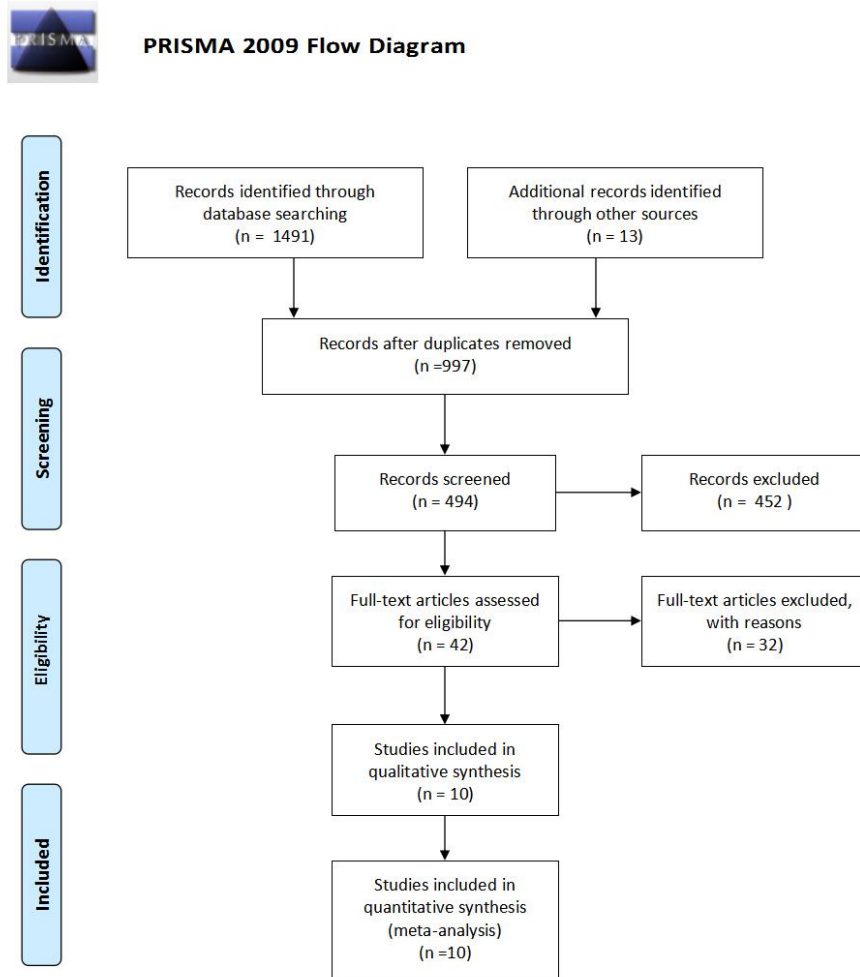 PRISMA
PRISMA 2009 Flow Diagram
Identification
Records identified through
database searching
(n = 1491)
Additional records identified
through other sources
(n = 13)
Records after duplicates removed
(n =997)
Screening
Records screened
(n = 494)
Records excluded
(n = 452 )
Eligibility
Full-text articles assessed
for eligibility
(n = 42)
Full-text articles excluded,
with reasons
(n = 32)
Studies included in
qualitative synthesis
(n = 10)
Included
Studies included in
quantitative synthesis
(meta-analysis)
(n =10)